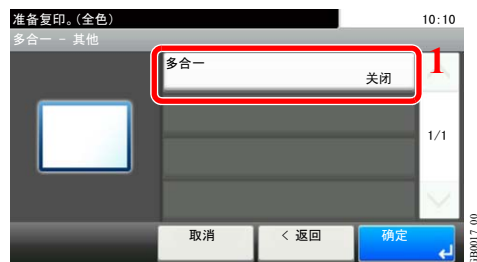 准备复印。(全色)
10:10
多合一 - 其他
多合一
关闭
1
1/1
取消
< 返回
确定
GB0017_00